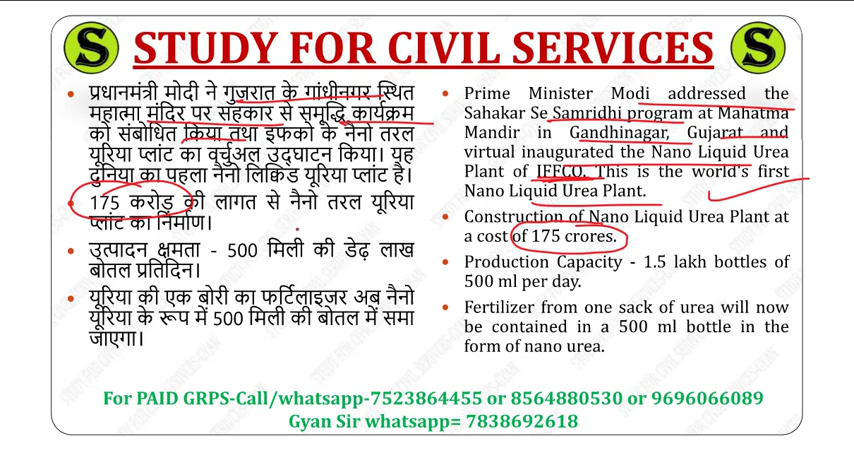 S STUDY FOR CIVIL SERVICES S
• प्रधानमंत्री मोदी ने गुजरात के गांधीनगर स्थित
महात्मा मंदिर पर सहकार से समृद्धि कार्यक्रम
को संबोधित किया तथा इफको के नैनो तरल
यूरिया प्लांट का वर्चुअल उद्घाटन किया। यह
दुनिया का पहला नैनो लिक्विड यूरिया प्लांट है।
• 175 करोड़ की लागत से नैनो तरल यूरिया
प्लांट का निर्माण।
• उत्पादन क्षमता - 500 मिली की डेढ़ लाख
बोतल प्रतिदिन।
• यूरिया की एक बोरी का फर्टिलाइजर अब नैनो
यूरिया के रूप में 500 मिली की बोतल में समा
जाएगा।
• Prime Minister Modi addressed the
Sahakar Se Samridhi program at Mahatma
Mandir in Gandhinagar, Gujarat and
virtual inaugurated the Nano Liquid Urea
Plant of IFFCO. This is the world's first
Nano Liquid Urea Plant.
• Construction of Nano Liquid Urea Plant at
a cost of 175 crores.
• Production Capacity - 1.5 lakh bottles of
500 ml per day.
• Fertilizer from one sack of urea will now
be contained in a 500 ml bottle in the
form of nano urea.
For PAID GRPS-Call/whatsapp-7523864455 or 8564880530 or 9696066089
Gyan Sir whatsapp= 7838692618